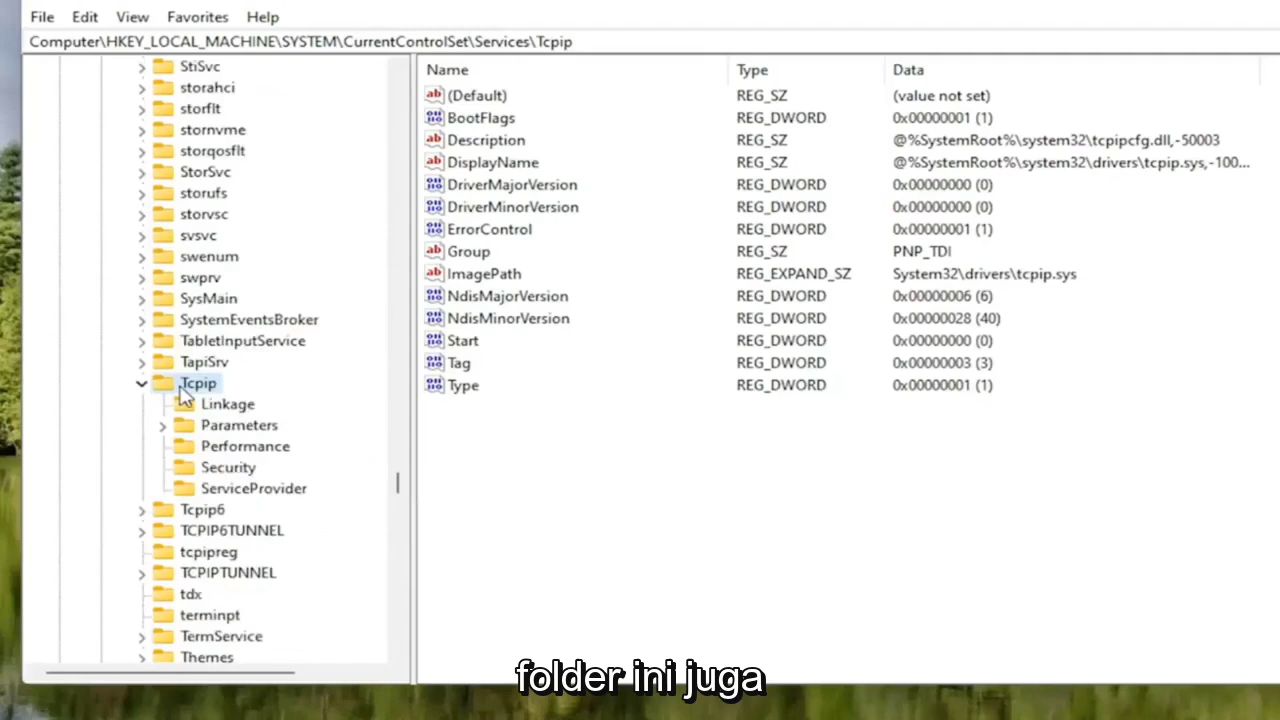 File Edit View Favorites Help
Computer\HKEY_LOCAL_MACHINE\SYSTEM\CurrentControlSet\Services\Tcpip
StiSvc
storahci
storflt
stornvme
storqosflt
StorSvc
storufs
storvsc
svsvc
swenum
swprv
SysMain
SystemEventsBroker
TabletInputService
TapiSrv
Tcpip
Linkage
Parameters
Performance
Security
ServiceProvider
Tcpip6
TCPIP6TUNNEL
tcpipreg
TCPIPTUNNEL
tdx
terminpt
TermService
Themes
Name Type Data
(Default) REG_SZ (value not set)
BootFlags REG_DWORD 0x00000001 (1)
Description REG_SZ @%SystemRoot%\system32\tcpipcfg.dll,-50003
DisplayName REG_SZ @%SystemRoot%\system32\drivers\tcpip.sys,-100...
DriverMajorVersion REG_DWORD 0x00000000 (0)
DriverMinorVersion REG_DWORD 0x00000000 (0)
ErrorControl REG_DWORD 0x00000001 (1)
Group REG_SZ PNP_TDI
ImagePath REG_EXPAND_SZ System32\drivers\tcpip.sys
NdisMajorVersion REG_DWORD 0x00000006 (6)
NdisMinorVersion REG_DWORD 0x00000028 (40)
Start REG_DWORD 0x00000000 (0)
Tag REG_DWORD 0x00000003 (3)
Type REG_DWORD 0x00000001 (1)
folder ini juga